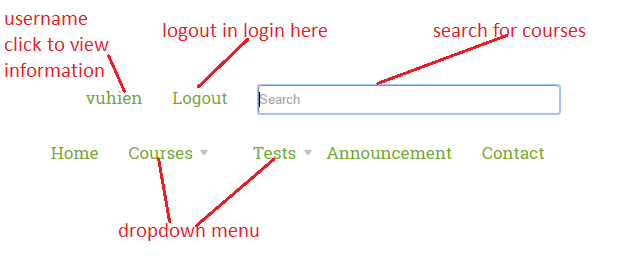 username
click to view
information
logout in login here
search for courses
vuhien
Logout
Search
Home
Courses
Tests
Announcement
Contact
dropdown menu